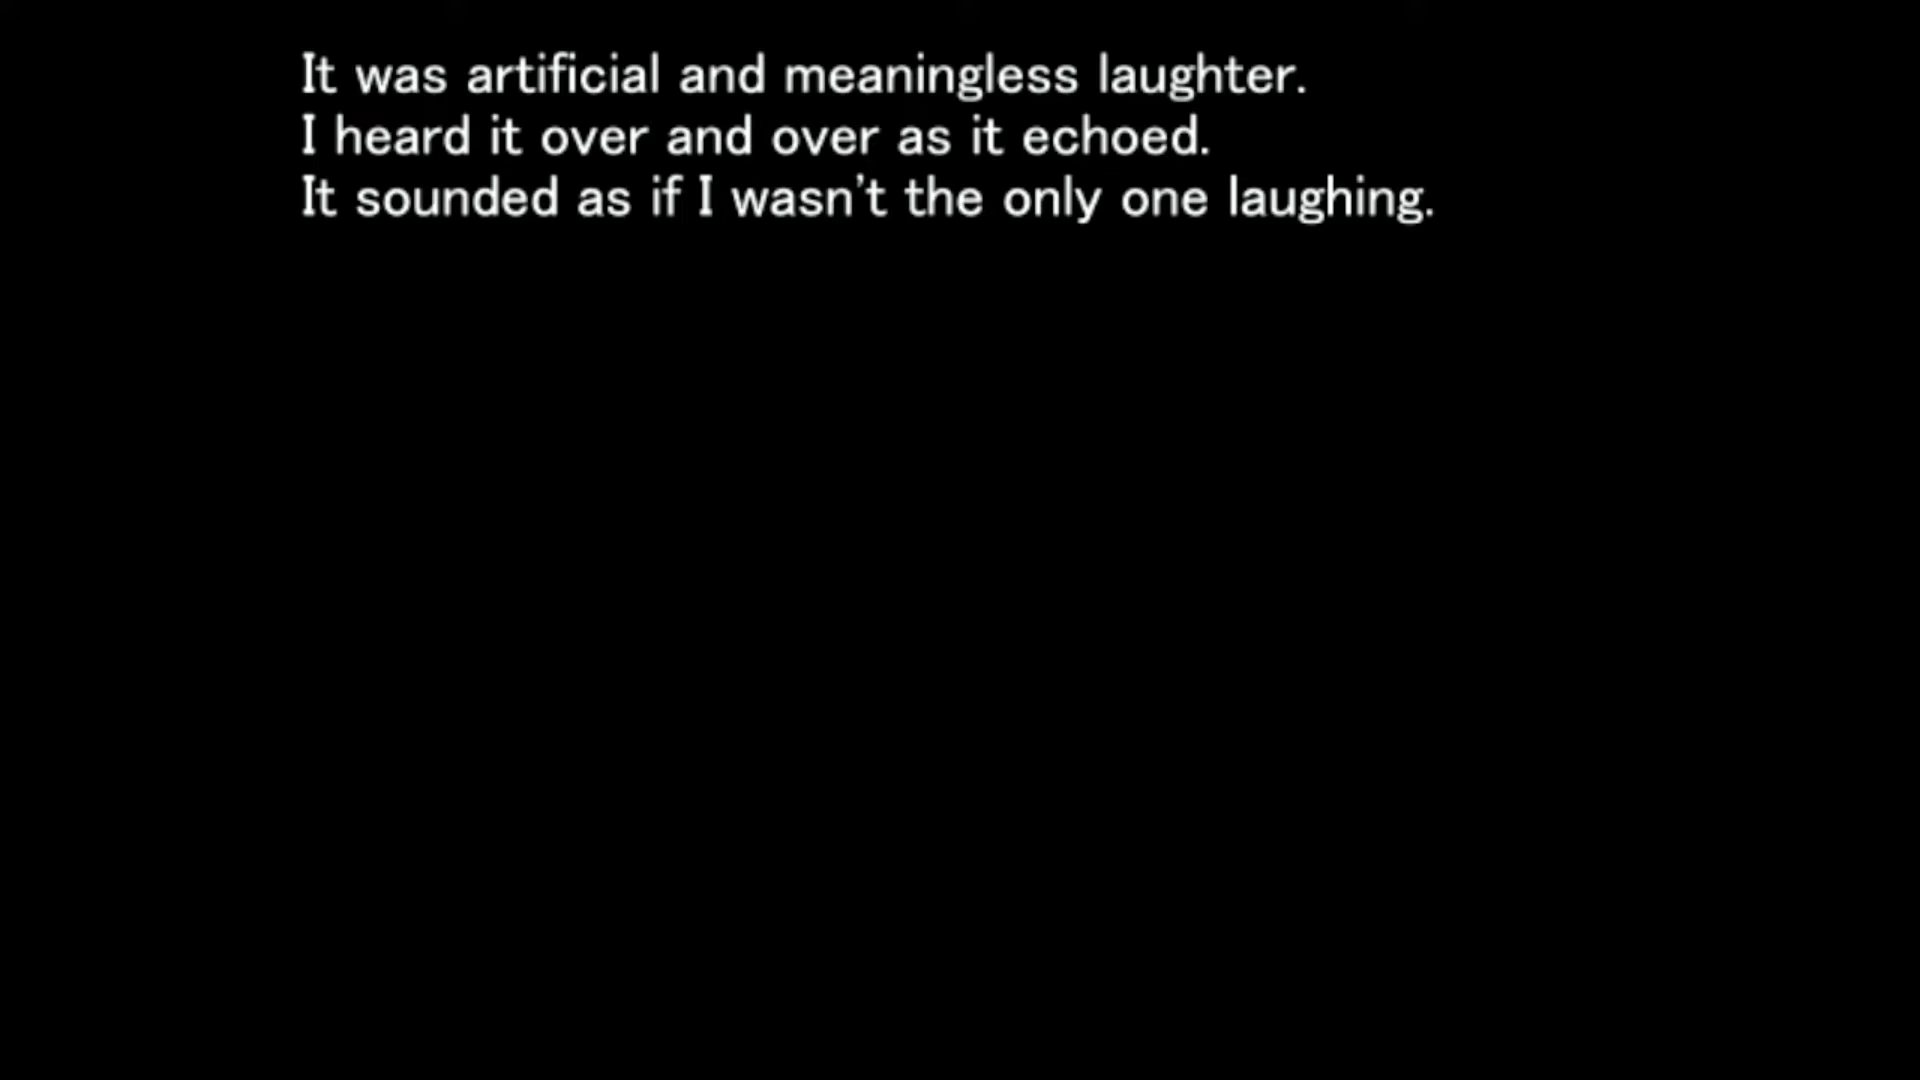 It was artificial and meaningless laughter.
I heard it over and over as it echoed.
It sounded as if I wasn't the only one laughing.